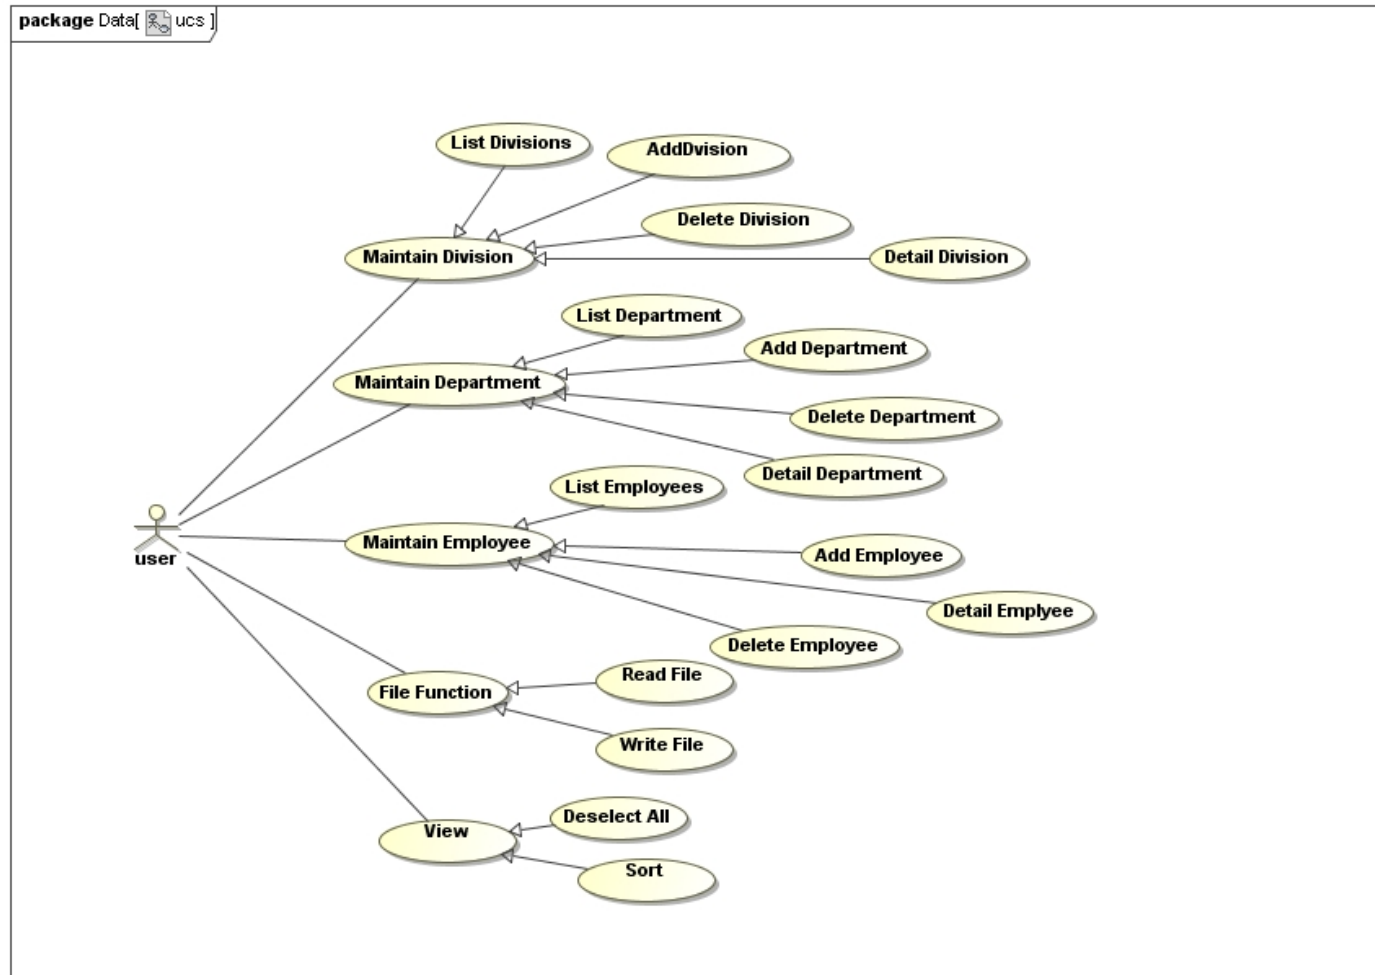 package Data[ ucs ]
List Divisions
AddDvision
Delete Division
Maintain Division
Detail Division
List Department
Add Department
Maintain Department
Delete Department
Detail Department
List Employees
Maintain Employee
Add Employee
user
Detail Emplyee
Delete Employee
Read File
File Function
Write File
Deselect All
View
Sort